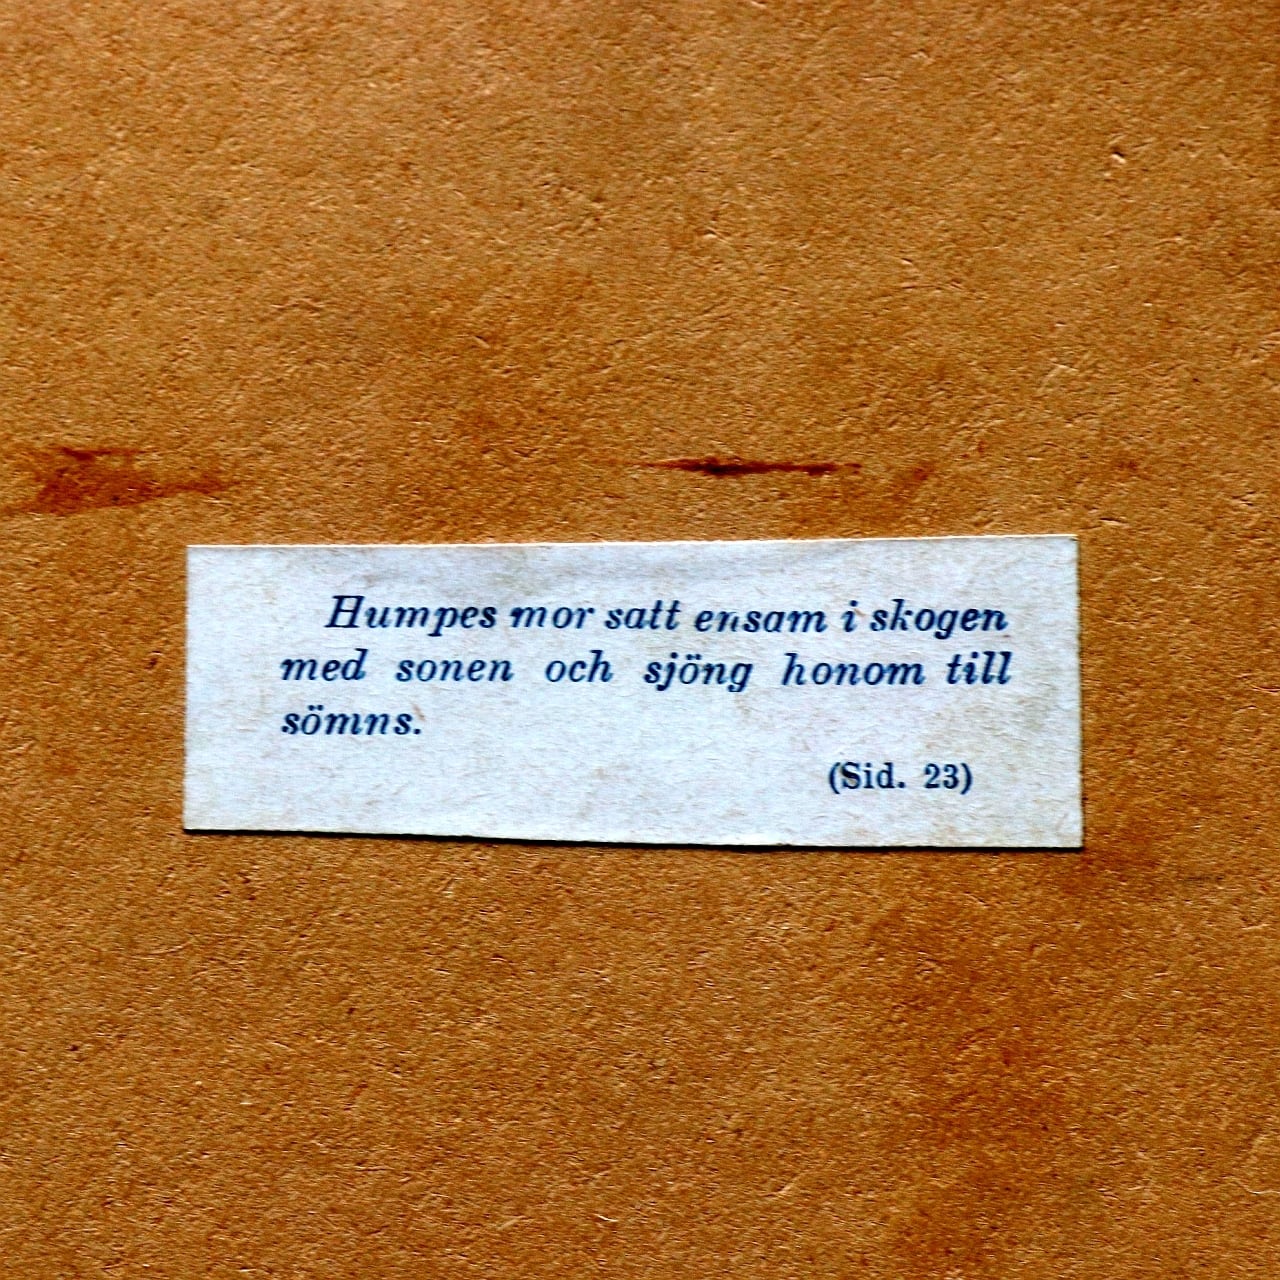 Humpes mor satt ensam i skogen
med sonen och sjöng honom till
sömns.
(Sid. 23)